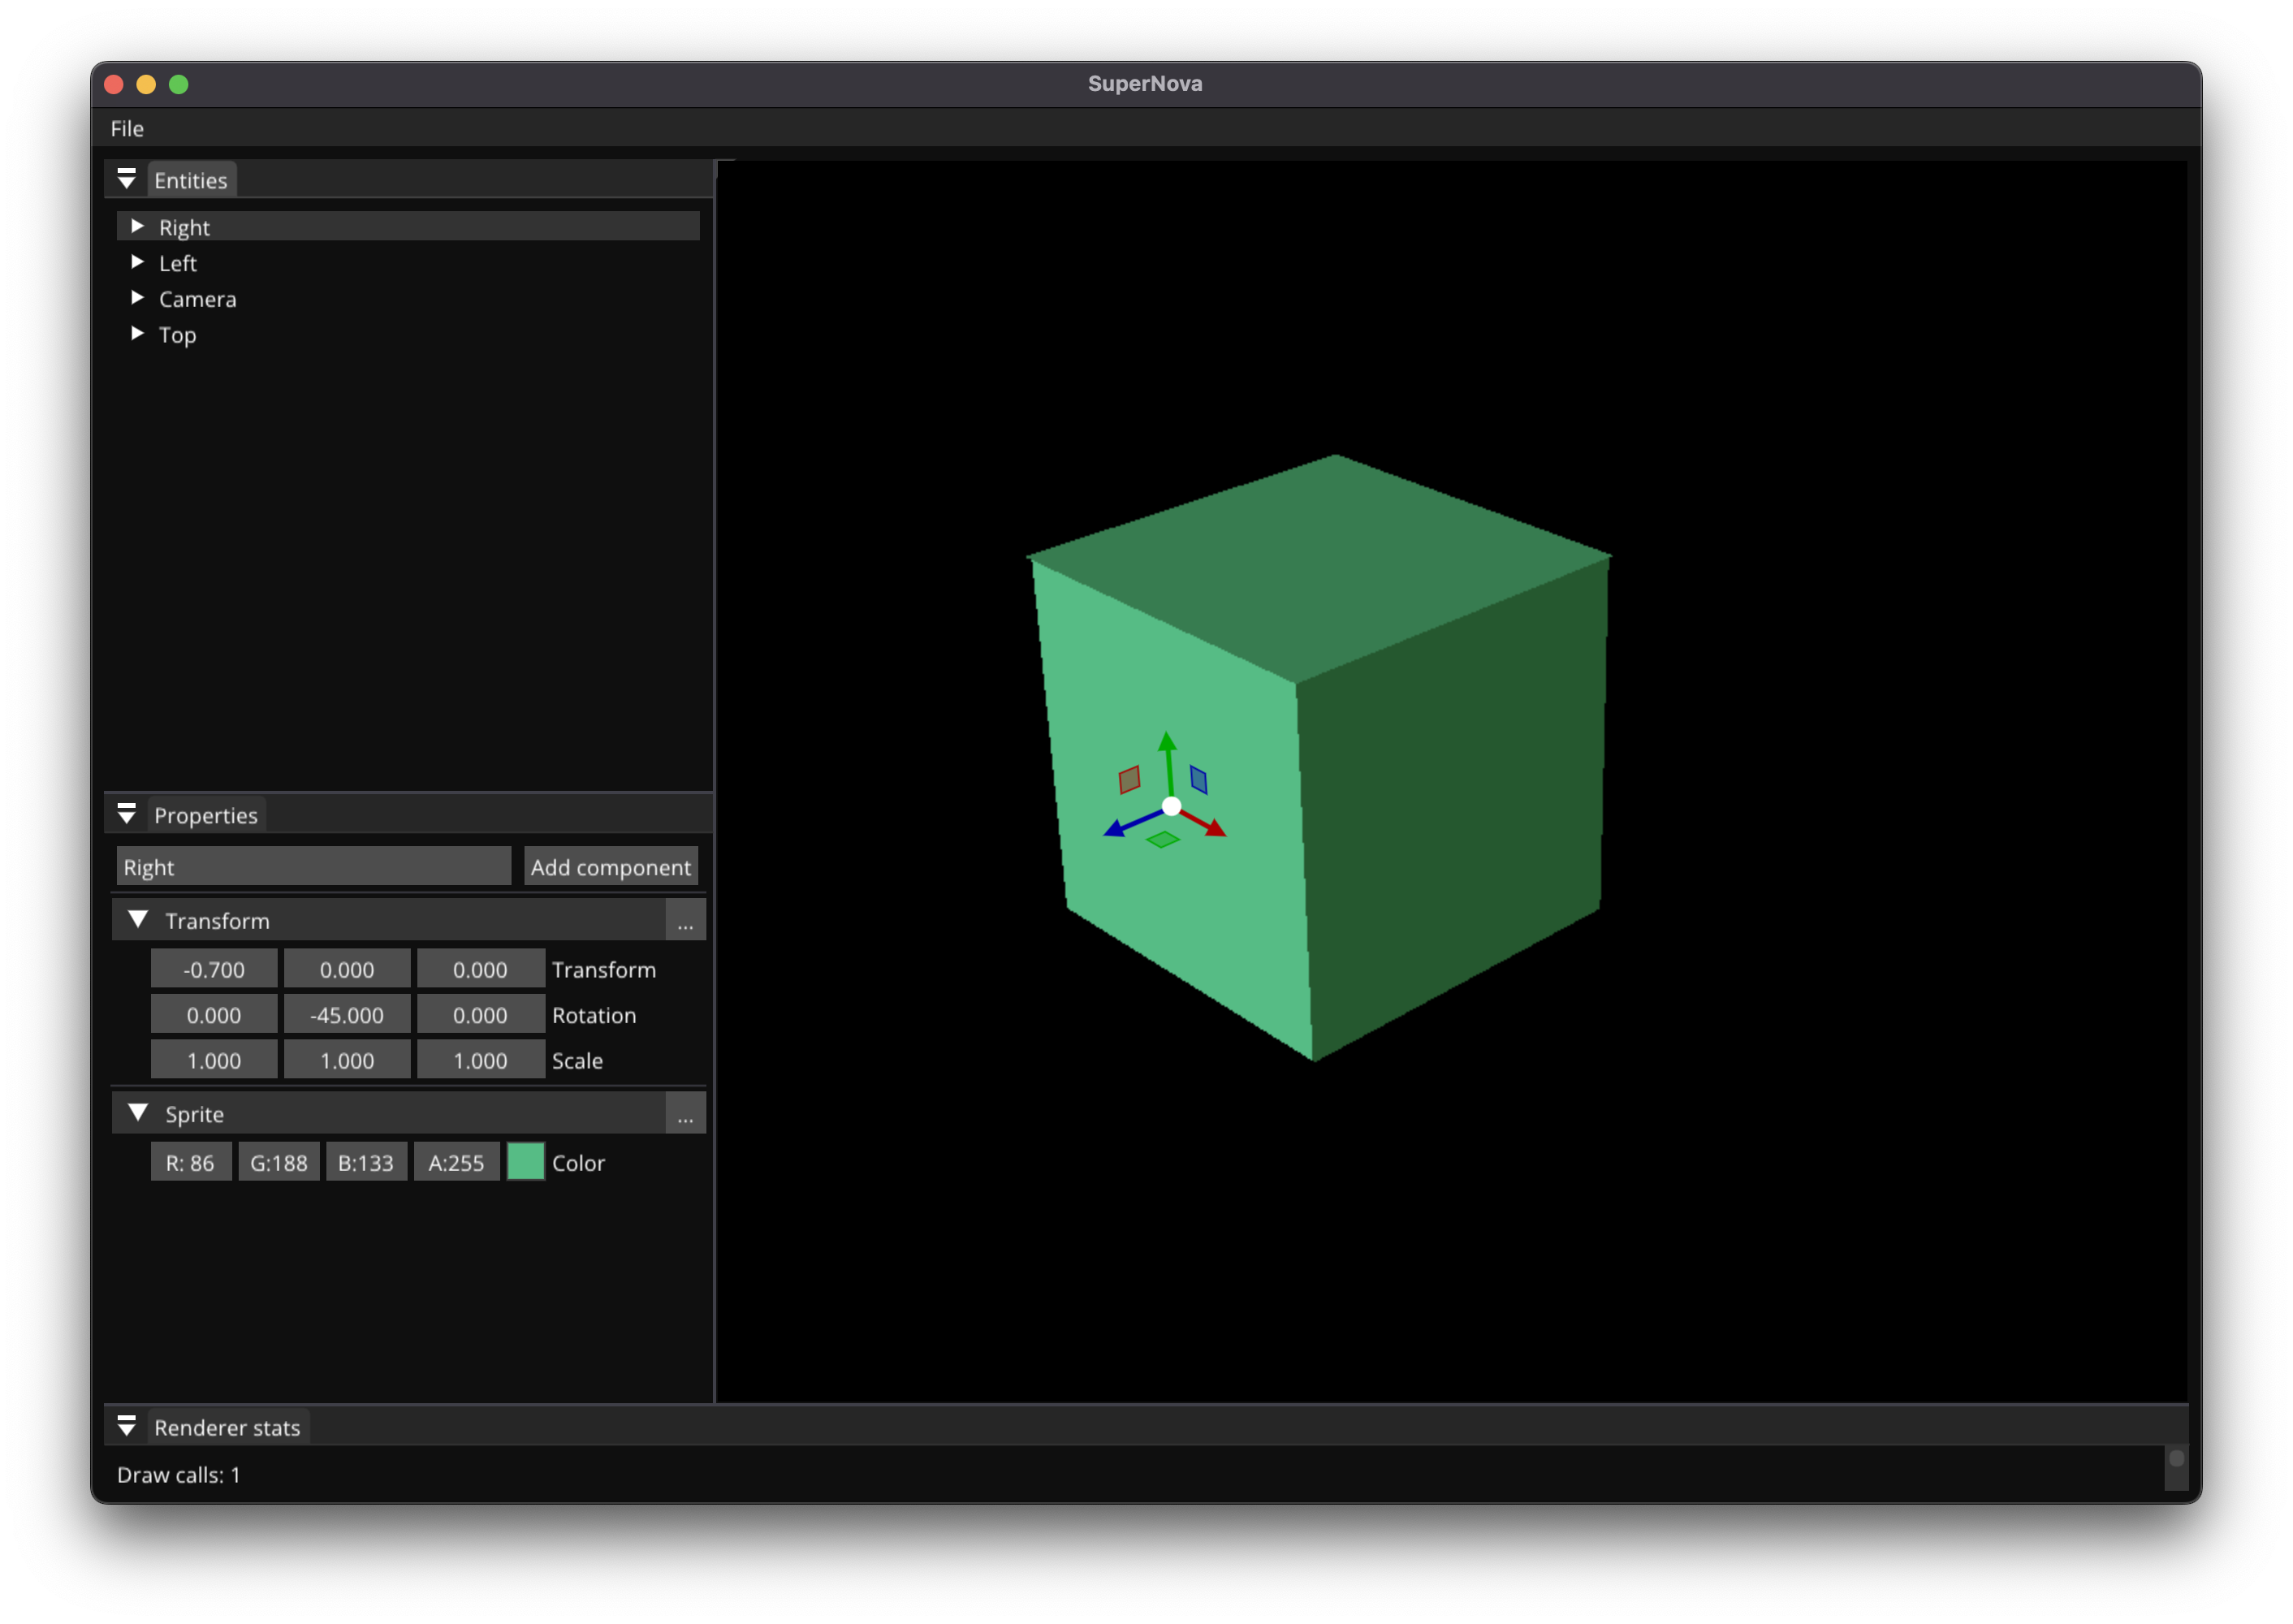 SuperNova
File
Entities
Right
Left
Camera
Top
Properties
Right Add component
Transform ...
-0.700 0.000 0.000 Transform
0.000 -45.000 0.000 Rotation
1.000 1.000 1.000 Scale
Sprite ...
R: 86 G:188 B:133 A:255 Color
Renderer stats
Draw calls: 1